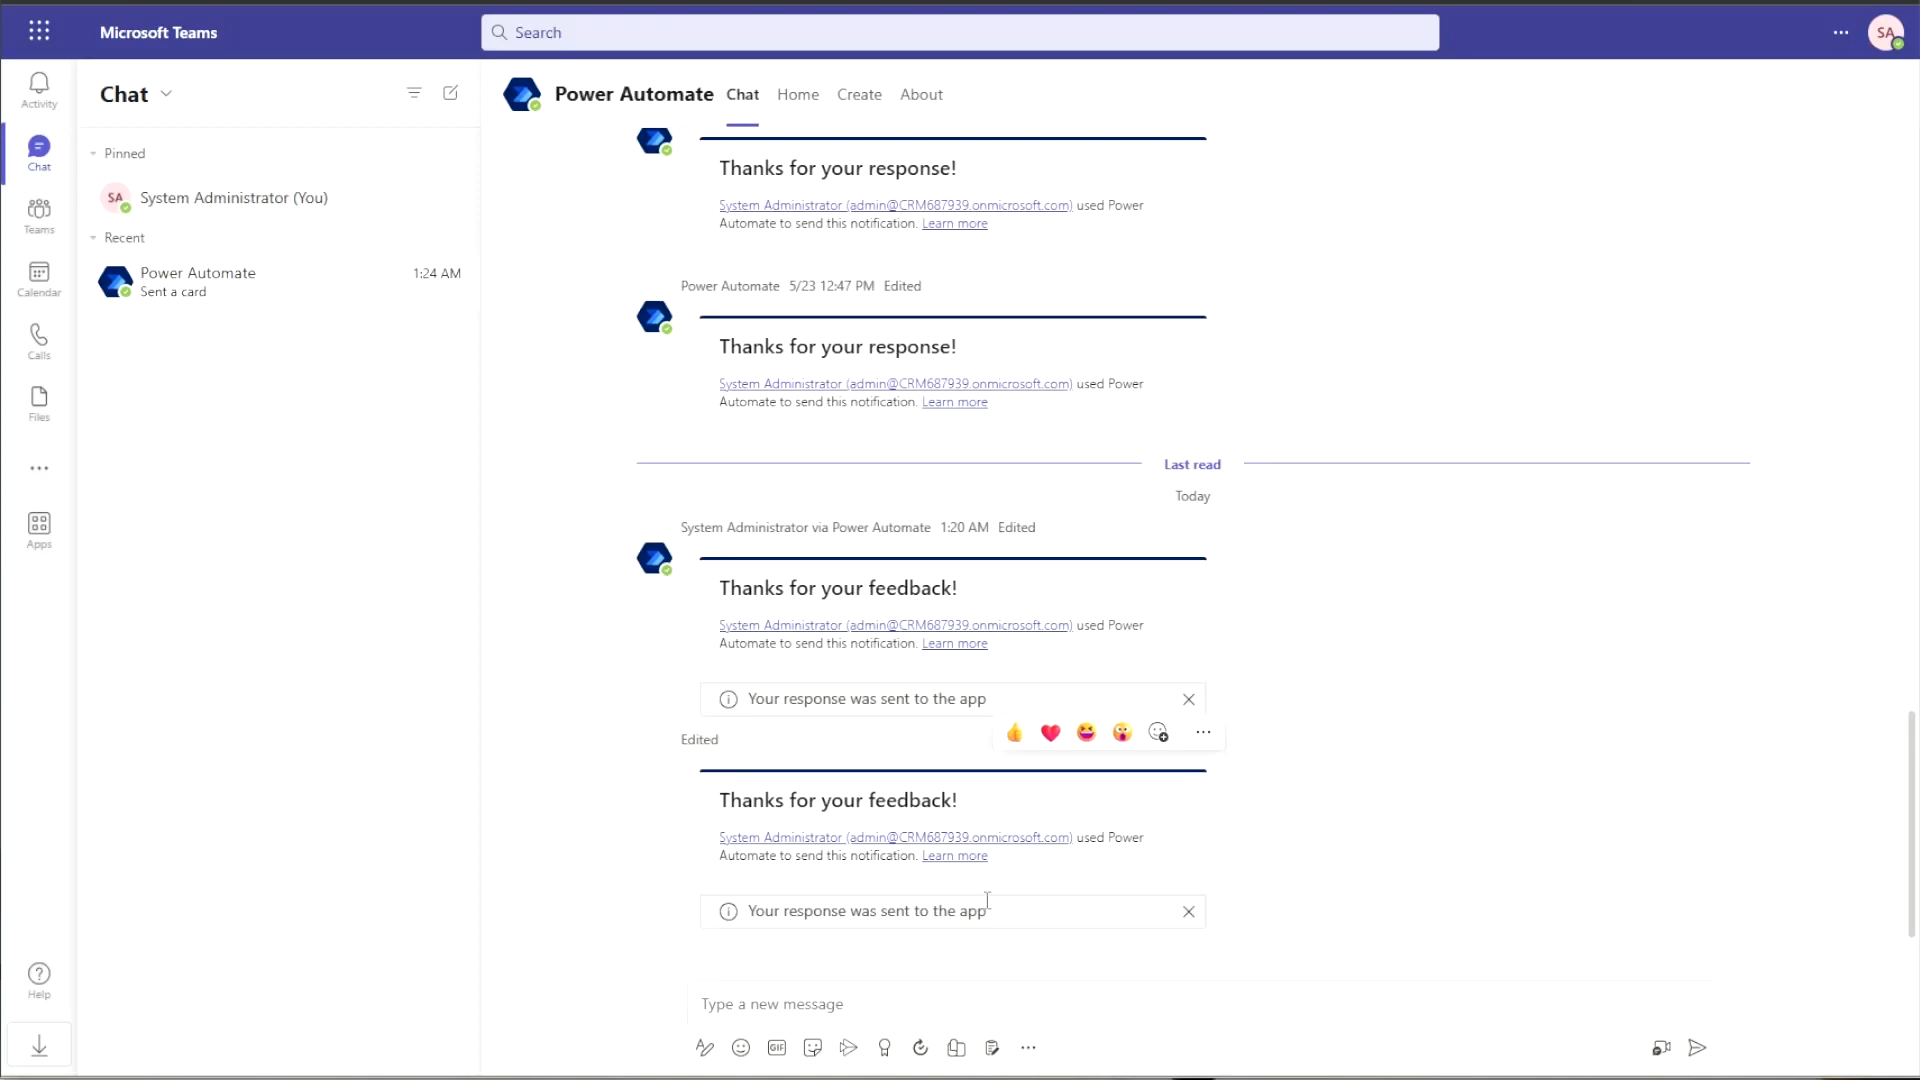 Microsoft Teams
Search
SA
Activity
Chat
Teams
Calendar
Calls
Files
Apps
Help
Chat
Pinned
SA
System Administrator (You)
Recent
Power Automate
1:24 AM
Sent a card
Power Automate
Chat
Home
Create
About
Thanks for your response!
System Administrator (admin@CRM687939.onmicrosoft.com) used Power
Automate to send this notification. Learn more
Power Automate 5/23 12:47 PM Edited
Thanks for your response!
System Administrator (admin@CRM687939.onmicrosoft.com) used Power
Automate to send this notification. Learn more
Last read
Today
System Administrator via Power Automate 1:20 AM Edited
Thanks for your feedback!
System Administrator (admin@CRM687939.onmicrosoft.com) used Power
Automate to send this notification. Learn more
Your response was sent to the app
Edited
Thanks for your feedback!
System Administrator (admin@CRM687939.onmicrosoft.com) used Power
Automate to send this notification. Learn more
Your response was sent to the app
Type a new message
GIF